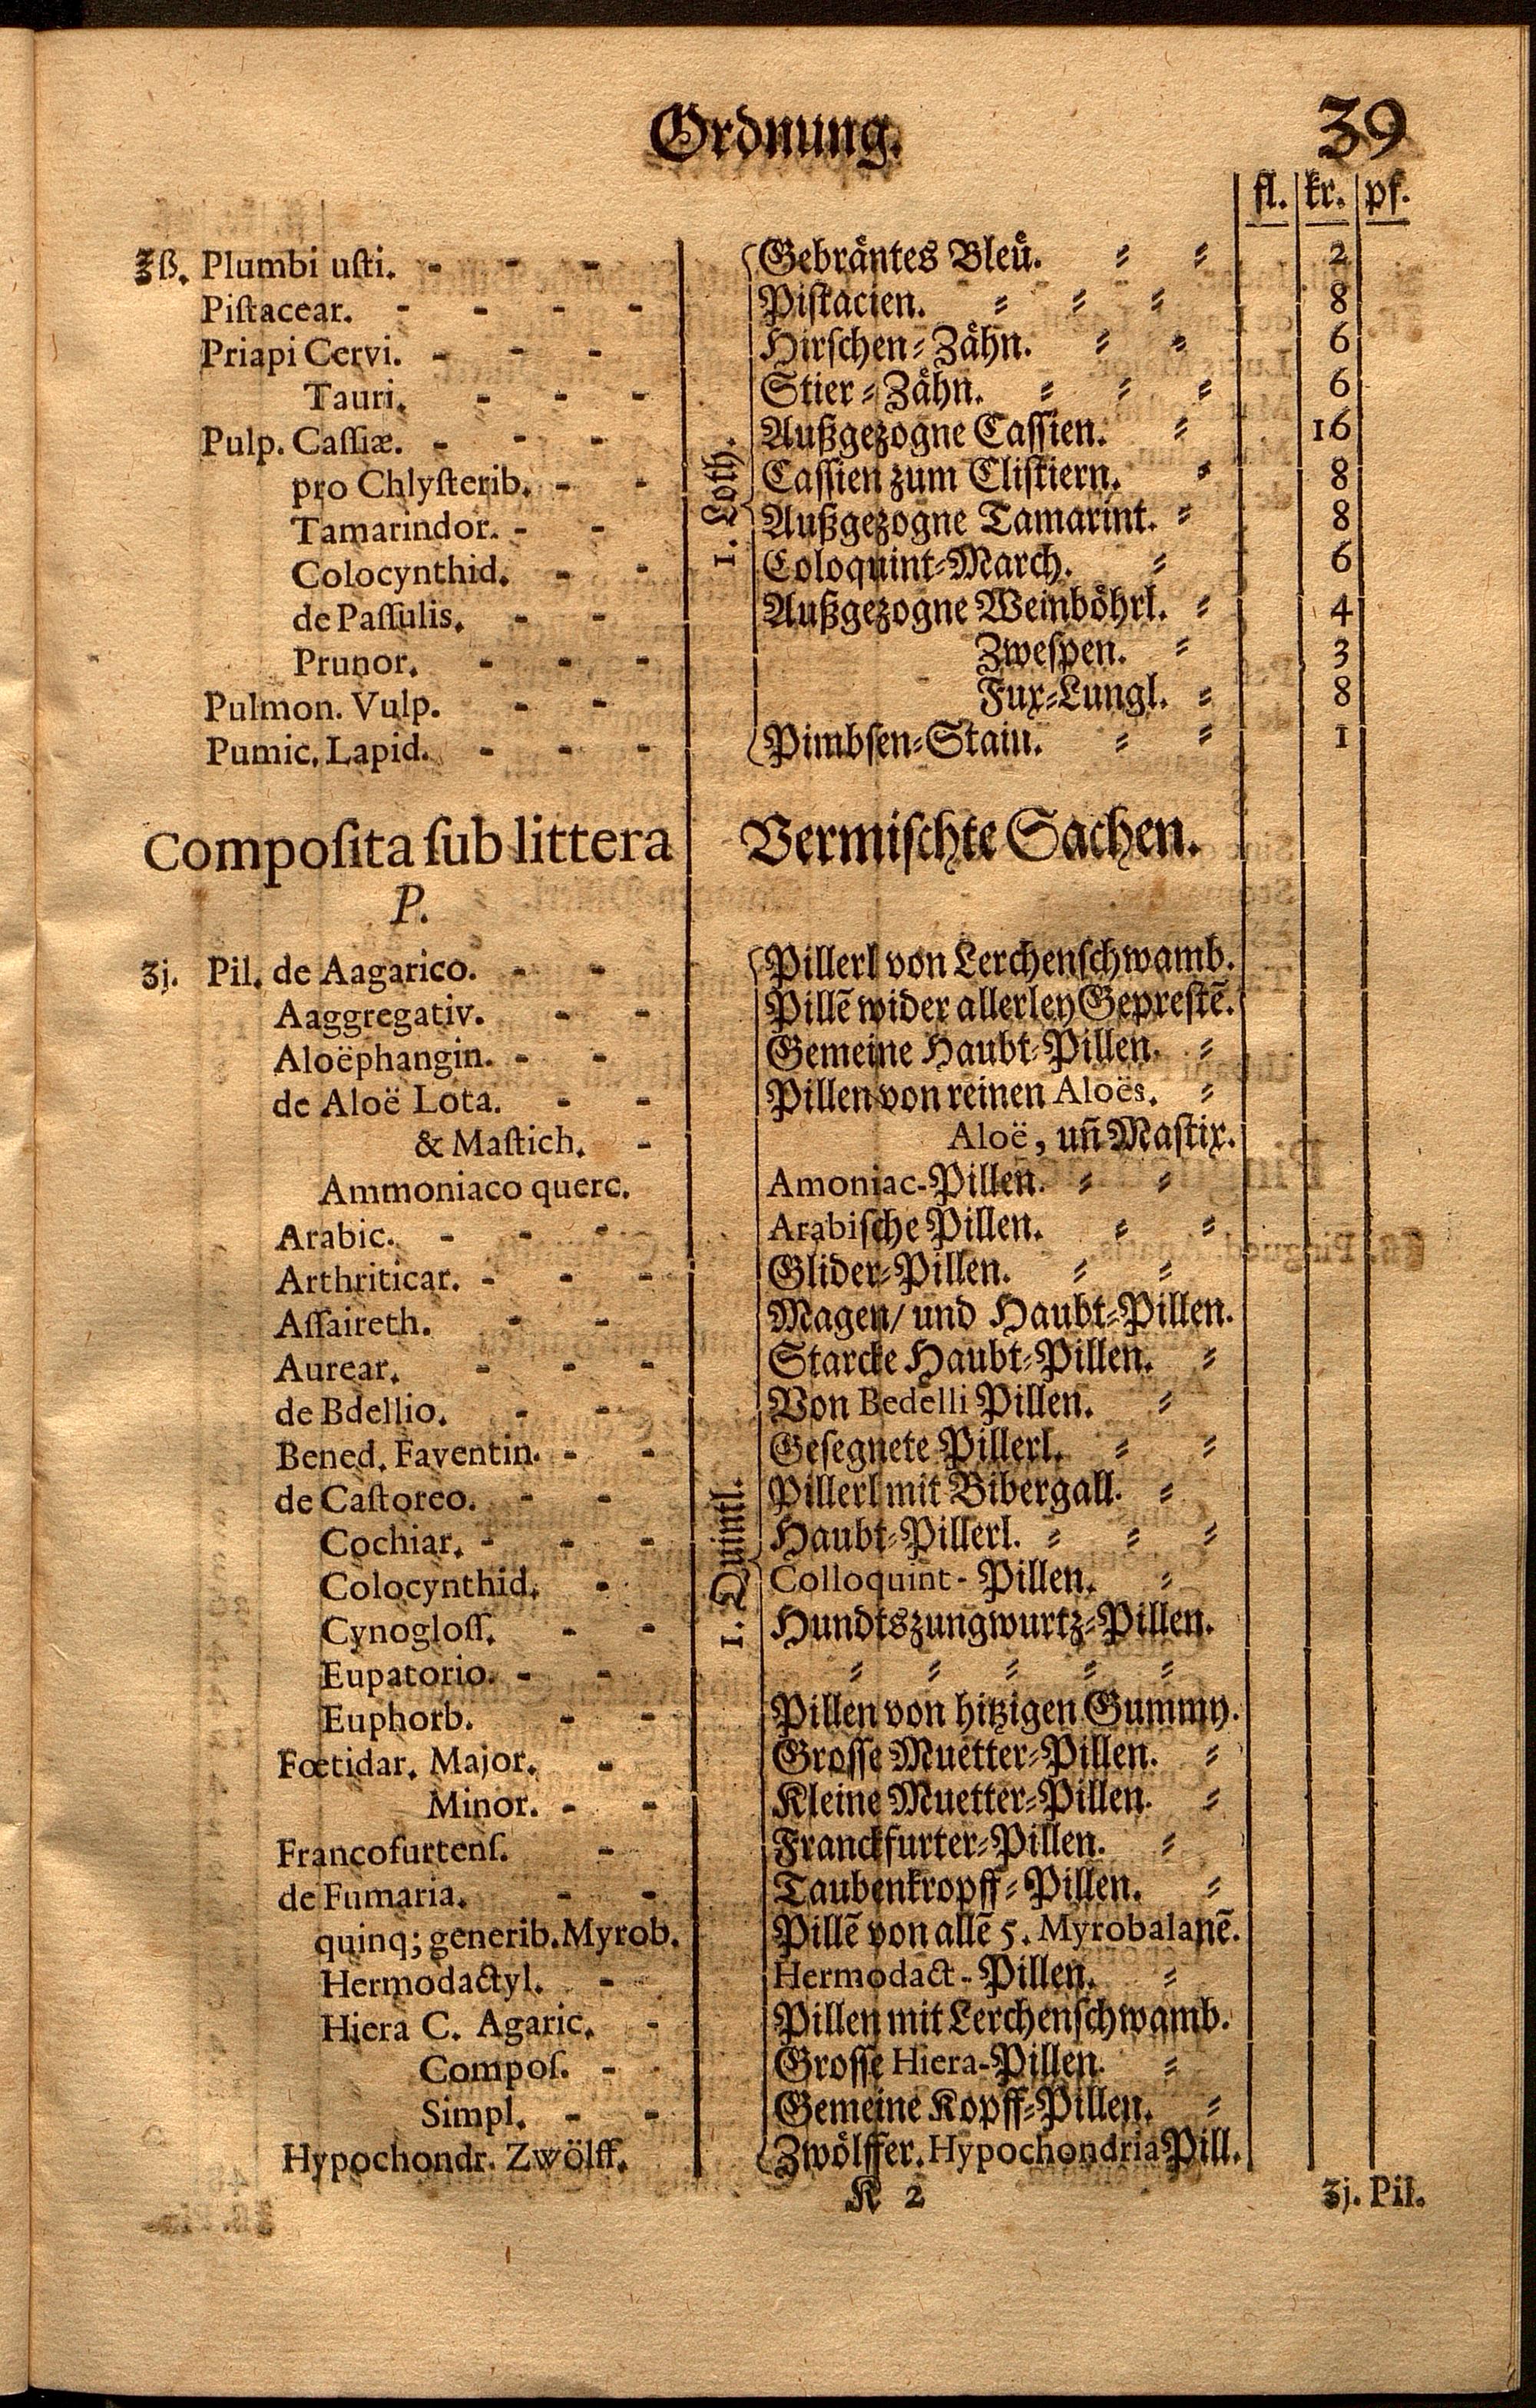 Ordnung. 39
fl. kr. pf.
℥ß. Plumbi uſti. - - - Gebråntes Bleů. 2
Piſtacear. - - - - Piſtacien. 8
Priapi Cervi. - - - Hirſchen-Zåhn. 6
Tauri. - - - Stier-Zåhn. 6
Pulp. Caſſiæ. - - - Außgezogne Caſſien. 16
pro Chlyſterib. - - Caſſien zum Cliſtiern. 8
1. Loth.
Tamarindor. - - Außgezogne Tamarint. 8
Colocynthid. - - Coloquint-March. 6
de Paſſulis. - - Außgezogne Weinbôhrl. 4
Prunor. - - - Zweſpen. 3
Pulmon. Vulp. - - Fux-Lungl. 8
Pumic. Lapid. - - - Pimbſen-Stain. 1
Compoſita ſub littera Vermiſchte Sachen.
P.
ʒj. Pil. de Aagarico. - - Pillerl von Lerchenſchwamb.
Aaggregativ. - - Pillē wider allerley Gepreſtē.
Aloëphangin. - - Gemeine Haubt-Pillen.
de Aloë Lota. - - Pillen von reinen Aloës.
& Maſtich. - Aloë, uñ Maſtix.
Ammoniaco querc. Amoniac-Pillen.
Arabic. - - - Arabiſche Pillen.
Arthriticar. - - - Glider-Pillen.
Aſſaireth. - - Magen/ und Haubt-Pillen.
Aurear. - - - Starcke Haubt-Pillen.
de Bdellio. - - Von Bedelli Pillen.
Bened. Faventin. - - Geſegnete Pillerl.
de Caſtoreo. - - Pillerl mit Bibergall.
Cochiar. - - - Haubt-Pillerl.
1. Quintl.
Colocynthid. - Colloquint-Pillen.
Cynogloſſ. - - Hundtszungwurtz-Pillen.
Eupatorio. - -
Euphorb. - - Pillen von hitzigen Gummy.
Fœtidar. Major. - Groſſe Muetter-Pillen.
Minor. - - Kleine Muetter-Pillen.
Francofurtenſ. - Franckfurter-Pillen.
de Fumaria. - - Taubenkropff-Pillen.
quinq; generib. Myrob. Pillē von allē 5. Myrobalanē.
Hermodactyl. - Hermodact-Pillen.
Hiera C. Agaric. - Pillen mit Lerchenſchwamb.
Compoſ. - Groſſe Hiera-Pillen.
Simpl. - - Gemeine Kopff-Pillen.
Hypochondr. Zwölff. Zwölffer. Hypochondria Pill.
K 2 ʒj. Pil.